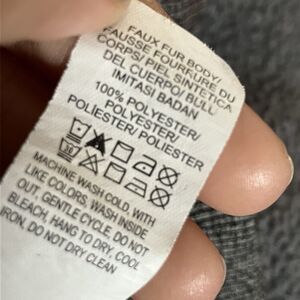 FAUX FUR BODY/
FAUSSE FOURRURE DU
CORPS/ PIEL SINTETICA
DEL CUERPO/ BULU
IMITASI BADAN
100% POLYESTER/
POLYESTER/
POLIESTER/ POLIESTER
30
MACHINE WASH COLD, WITH
LIKE COLORS, WASH INSIDE
OUT, GENTLE CYCLE, DO NOT
BLEACH, HANG TO DRY, COOL
IRON, DO NOT DRY CLEAN